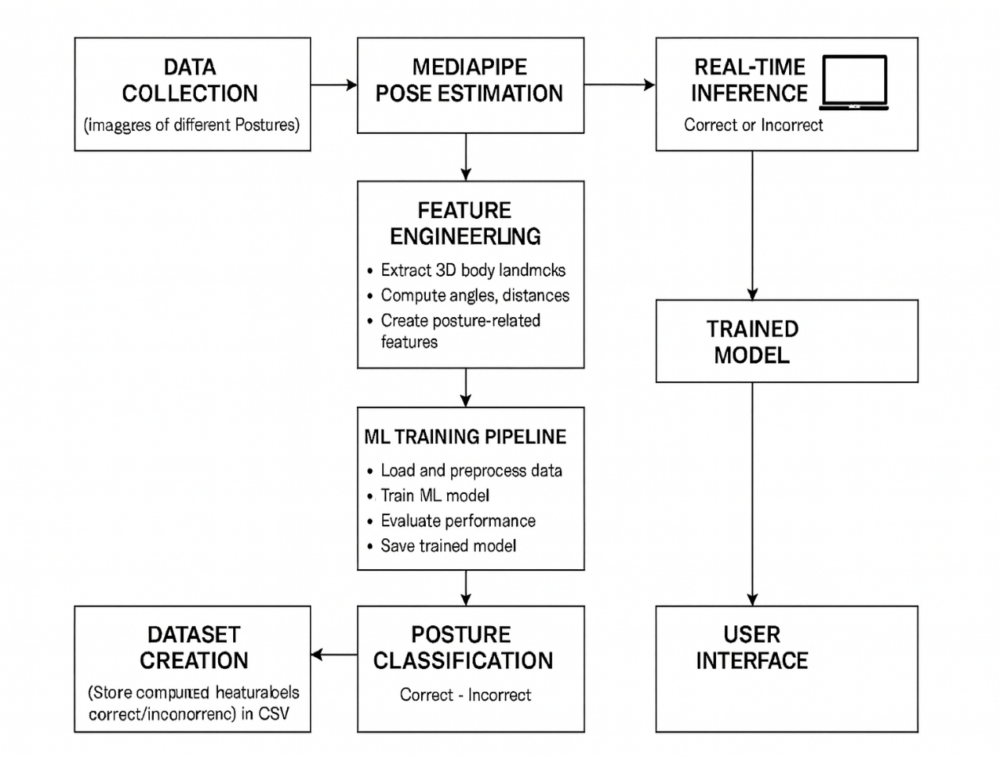 DATA
COLLECTION
(imaggres of different Postures)
MEDIAPIPE
POSE ESTIMATION
REAL-TIME
INFERENCE
Correct or Incorrect
FEATURE
ENGINEERLING
• Extract 3D body landmcks
• Compute angles, distances
• Create posture-related
features
TRAINED
MODEL
ML TRAINING PIPELINE
• Load and preprocess data
• Train ML model
• Evaluate performance
• Save trained model
DATASET
CREATION
(Store compuned heaturabels
correct/inconorrenc) in CSV
POSTURE
CLASSIFICATION
Correct - Incorrect
USER
INTERFACE